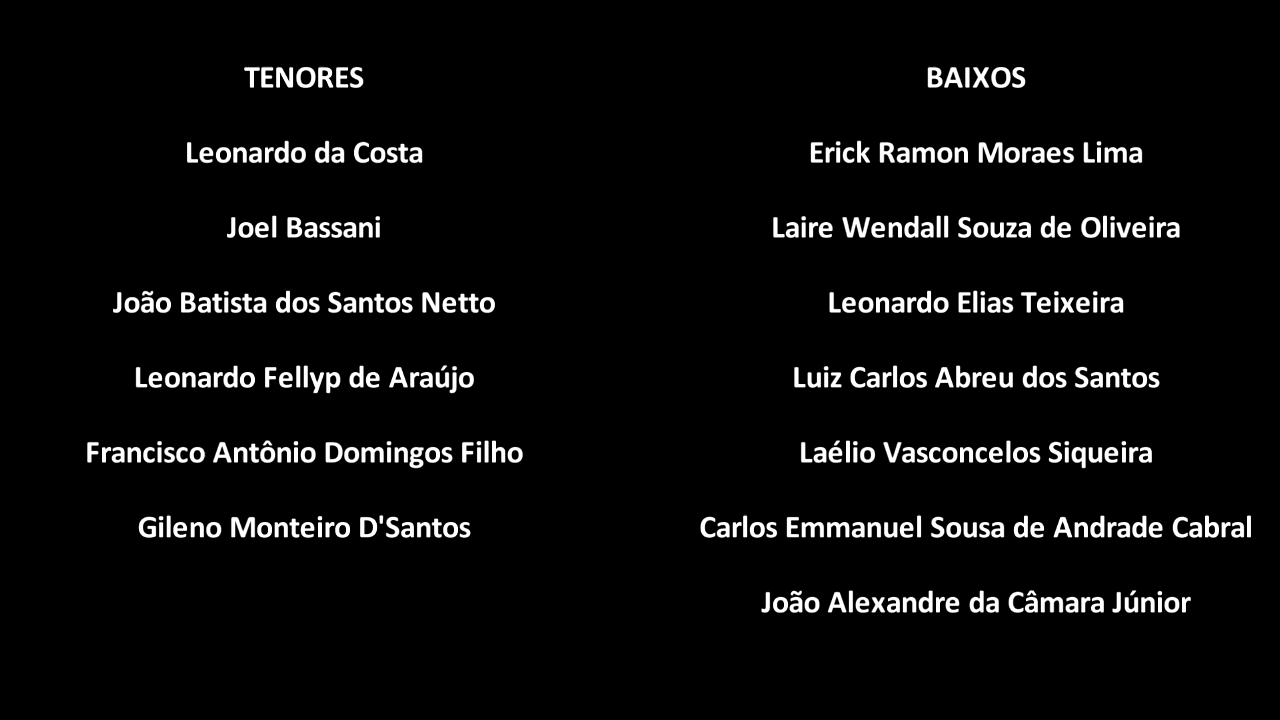 TENORES
Leonardo da Costa
Joel Bassani
João Batista dos Santos Netto
Leonardo Fellyp de Araújo
Francisco Antônio Domingos Filho
Gileno Monteiro D'Santos
BAIXOS
Erick Ramon Moraes Lima
Laire Wendall Souza de Oliveira
Leonardo Elias Teixeira
Luiz Carlos Abreu dos Santos
Laélio Vasconcelos Siqueira
Carlos Emmanuel Sousa de Andrade Cabral
João Alexandre da Câmara Júnior